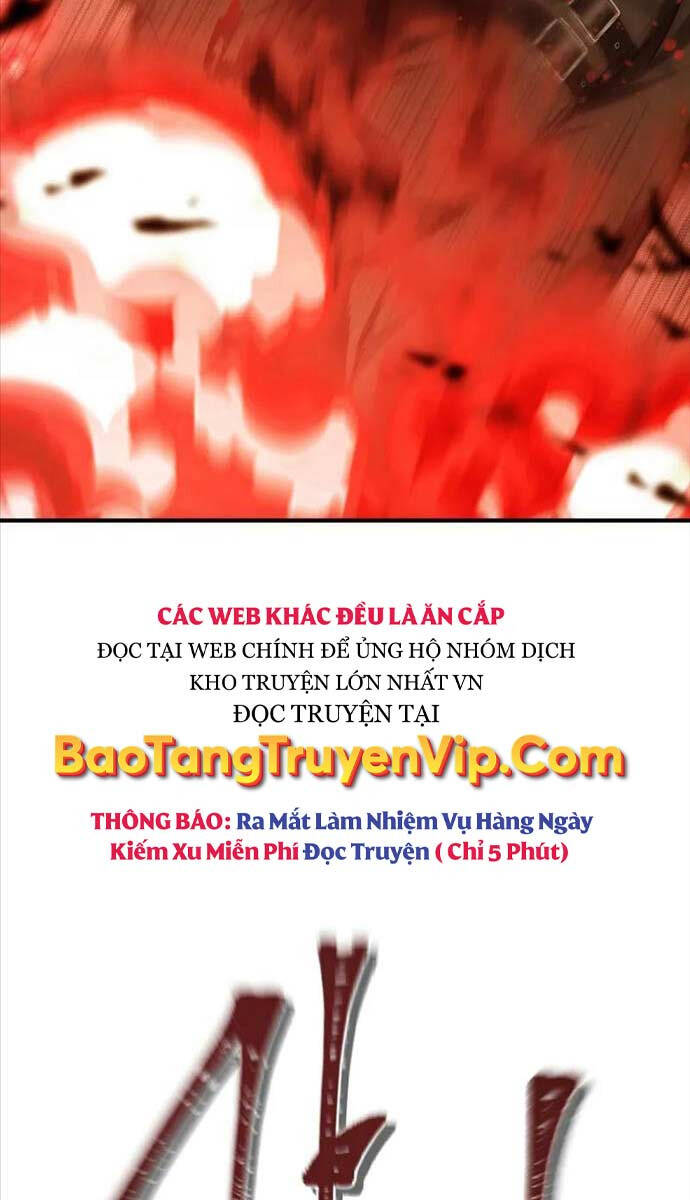 CÁC WEB KHÁC ĐỀU LÀ ĂN CẮP
ĐỌC TẠI WEB CHÍNH ĐỂ ỦNG HỘ NHÓM DỊCH
KHO TRUYỆN LỚN NHẤT VN
ĐỌC TRUYỆN TẠI
BaoTangTruyenVip.Com
THÔNG BÁO: Ra Mắt Làm Nhiệm Vụ Hàng Ngày
Kiếm Xu Miễn Phí Đọc Truyện ( Chỉ 5 Phút)